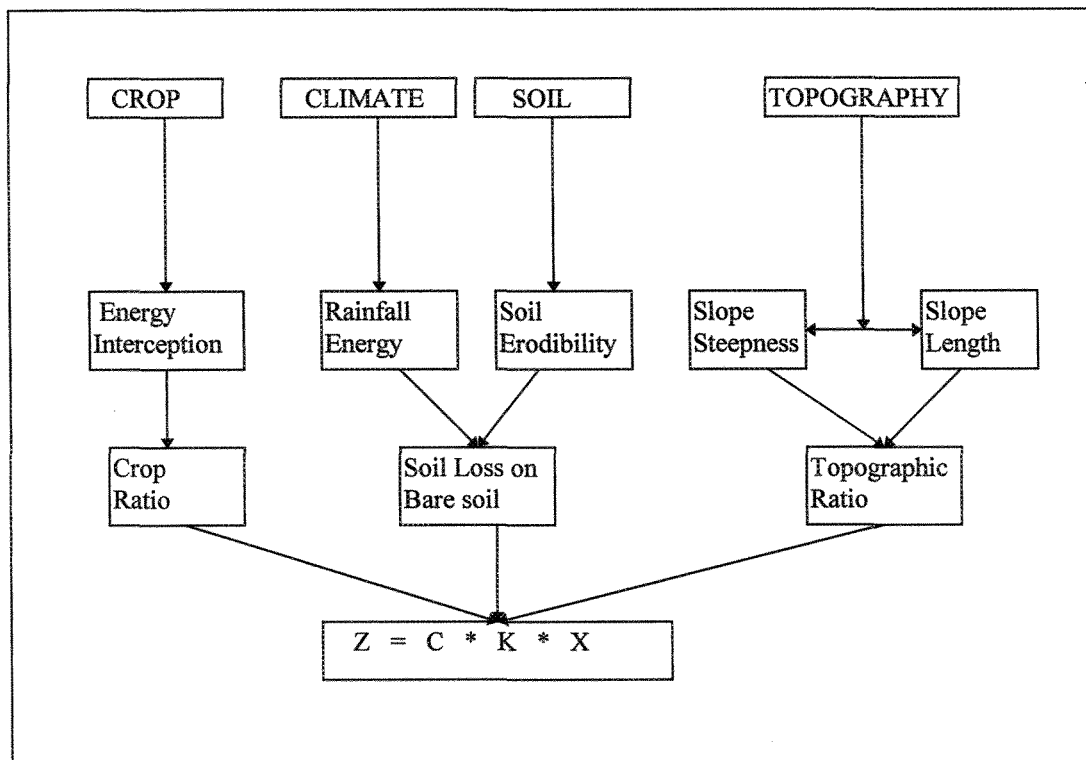 CROP
CLIMATE
SOIL
TOPOGRAPHY
Energy
Interception
Rainfall
Energy
Soil
Erodibility
Slope
Steepness
Slope
Length
Crop
Ratio
Soil Loss on
Bare soil
Topographic
Ratio
Z = C * K * X